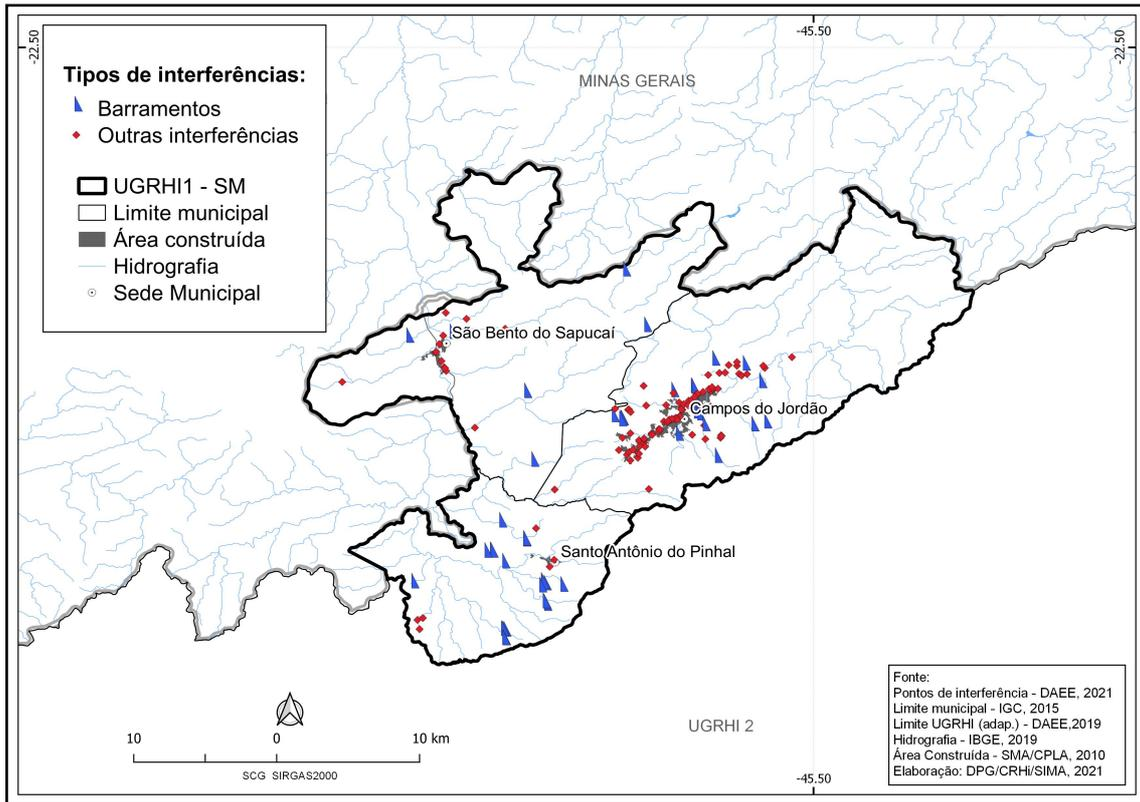 -22.50
-45.50
-22.50
Tipos de interferências:
Barramentos
Outras interferências
UGRHI1 - SM
Limite municipal
Área construída
Hidrografia
Sede Municipal
MINAS GERAIS
São Bento do Sapucaí
Campos do Jordão
Santo Antônio do Pinhal
UGRHI 2
10 0 10 km
SCG SIRGAS2000
-45.50
Fonte:
Pontos de interferência - DAEE, 2021
Limite municipal - IGC, 2015
Limite UGRHI (adap.) - DAEE,2019
Hidrografia - IBGE, 2019
Área Construída - SMA/CPLA, 2010
Elaboração: DPG/CRHi/SIMA, 2021